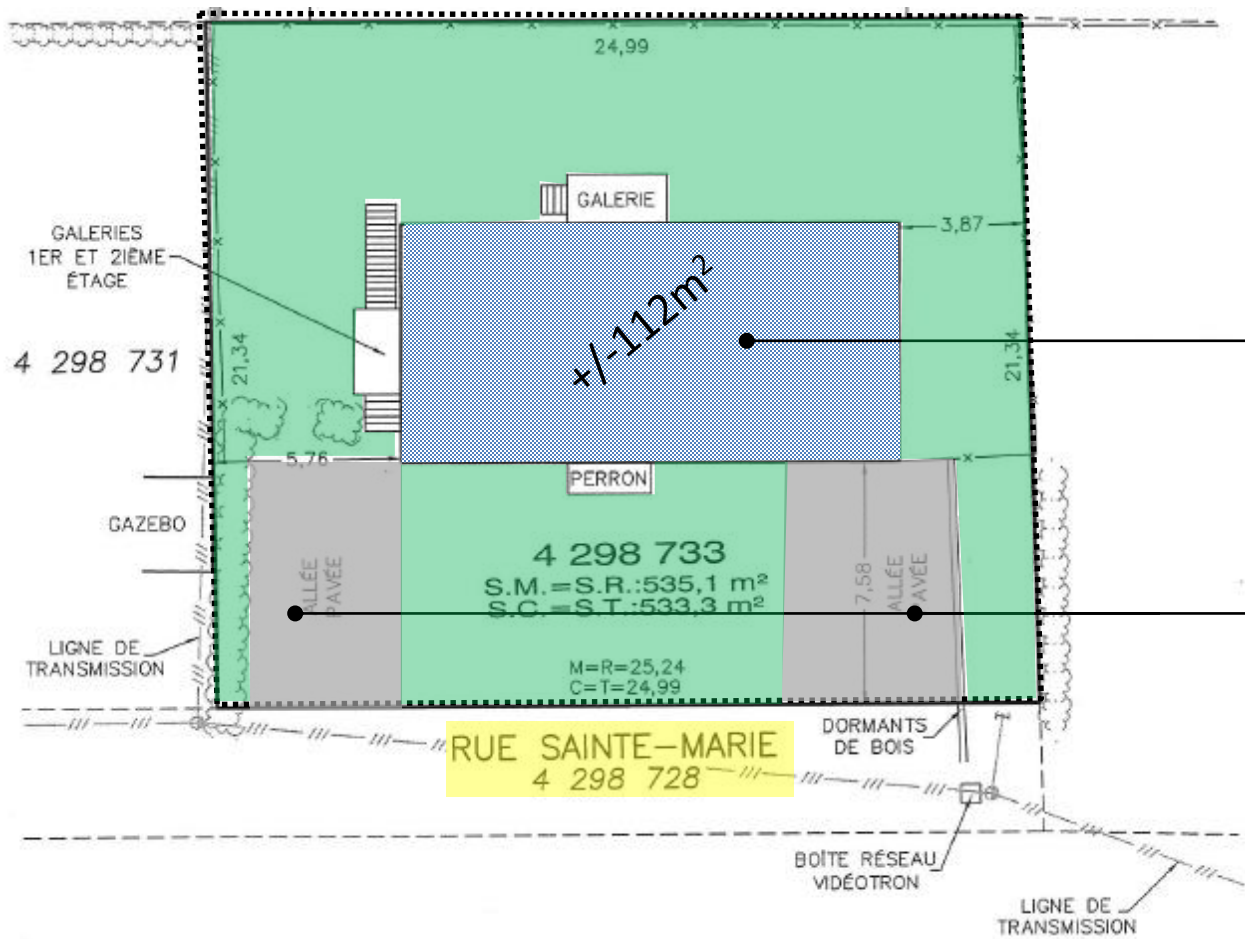 24,99
GALERIE
3,87
GALERIES
1ER ET 2IÈME
ÉTAGE
+/-112m²
4 298 731
21,34
21,34
5,76
PERRON
GAZEBO
4 298 733
S.M.=S.R.:535,1 m²
S.C.=S.T.:533,3 m²
ALLÉE
PAVÉE
7,58
ALLÉE
PAVÉE
LIGNE DE
TRANSMISSION
M=R=25,24
C=T=24,99
RUE SAINTE-MARIE
4 298 728
DORMANTS
DE BOIS
BOÎTE RÉSEAU
VIDÉOTRON
LIGNE DE
TRANSMISSION